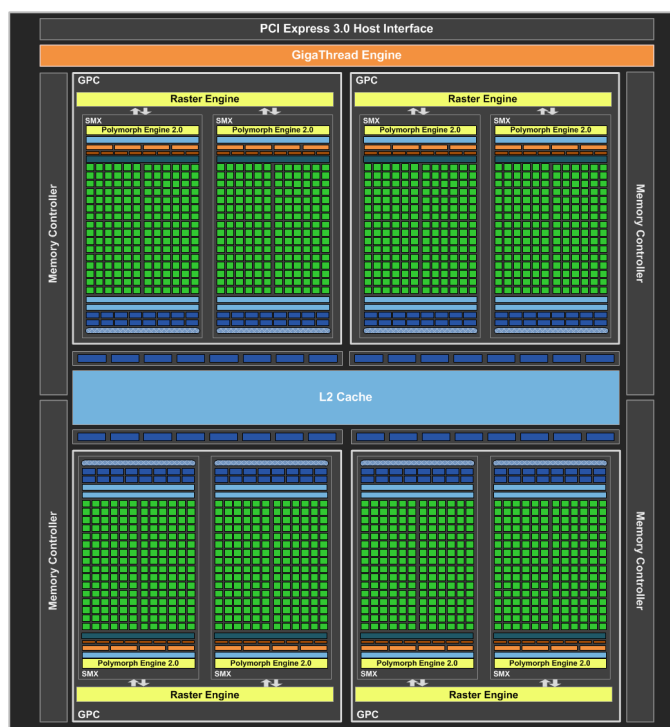 PCI Express 3.0 Host Interface
GigaThread Engine
GPC
GPC
Raster Engine
Raster Engine
SMX
SMX
SMX
SMX
Polymorph Engine 2.0
Polymorph Engine 2.0
Polymorph Engine 2.0
Polymorph Engine 2.0
Memory Controller
Memory Controller
L2 Cache
Memory Controller
Memory Controller
Polymorph Engine 2.0
Polymorph Engine 2.0
Polymorph Engine 2.0
Polymorph Engine 2.0
SMX
SMX
SMX
SMX
Raster Engine
Raster Engine
GPC
GPC